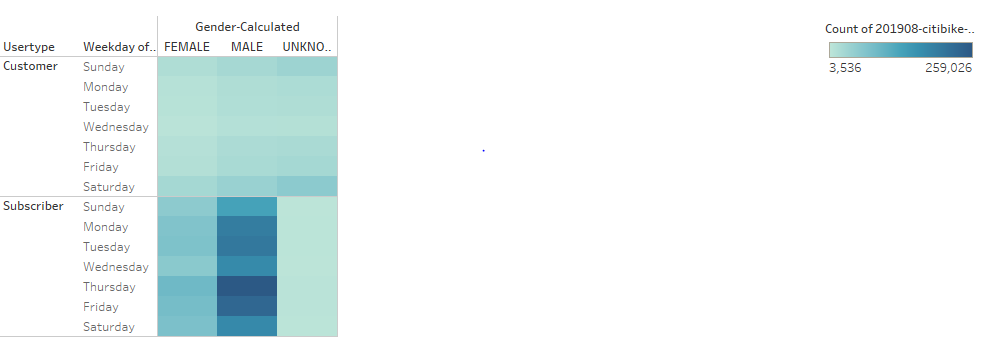 Gender-Calculated
Usertype Weekday of.. FEMALE MALE UNKNO..
Customer Sunday
Monday
Tuesday
Wednesday
Thursday
Friday
Saturday
Subscriber Sunday
Monday
Tuesday
Wednesday
Thursday
Friday
Saturday
Count of 201908-citibike-..
3,536 259,026